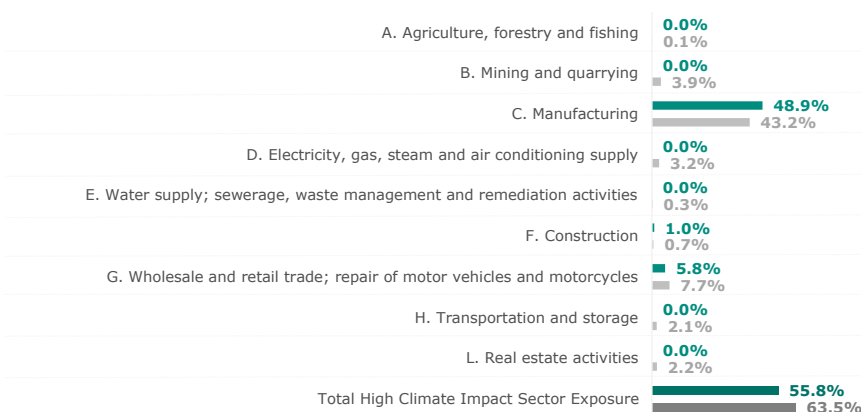 A. Agriculture, forestry and fishing
0.0%
0.1%
B. Mining and quarrying
0.0%
3.9%
C. Manufacturing
48.9%
43.2%
D. Electricity, gas, steam and air conditioning supply
0.0%
3.2%
E. Water supply; sewerage, waste management and remediation activities
0.0%
0.3%
F. Construction
1.0%
0.7%
G. Wholesale and retail trade; repair of motor vehicles and motorcycles
5.8%
7.7%
H. Transportation and storage
0.0%
2.1%
L. Real estate activities
0.0%
2.2%
Total High Climate Impact Sector Exposure
55.8%
63.5%